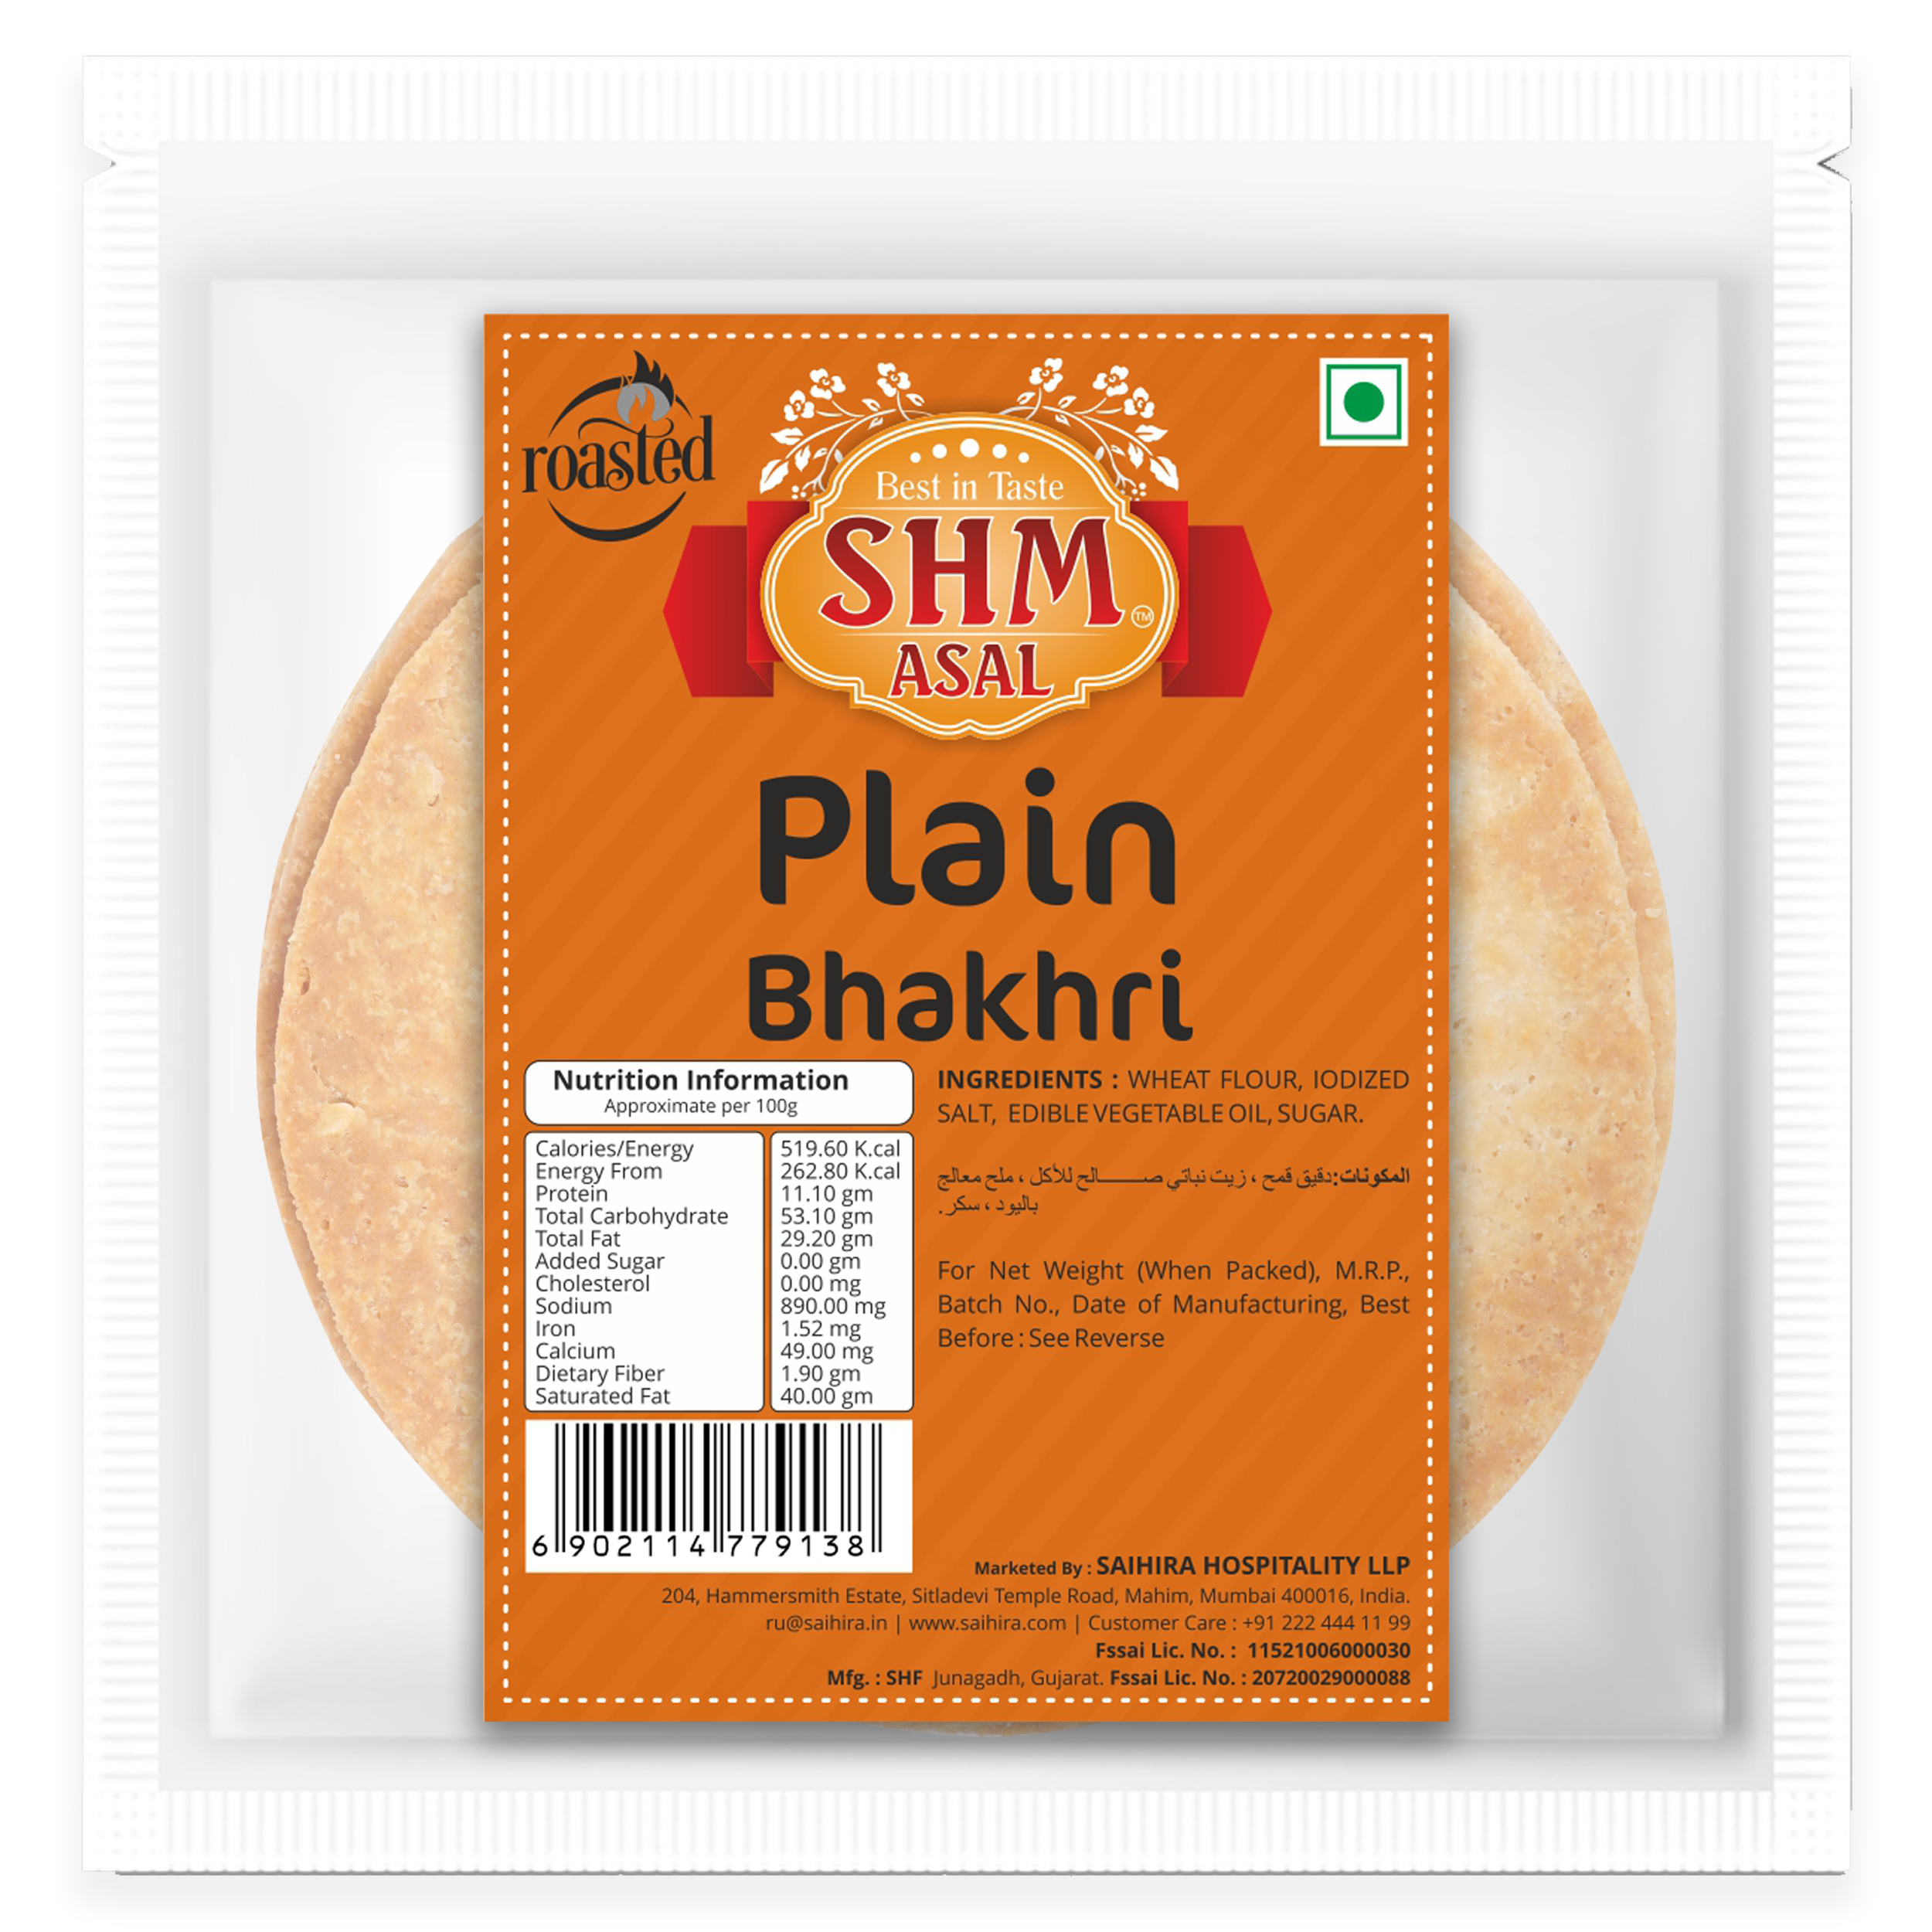 roasted
Best in Taste
SHM
TM
ASAL
Plain
Bhakhri
Nutrition Information
Approximate per 100g
Calories/Energy 519.60 K.cal
Energy From 262.80 K.cal
Protein 11.10 gm
Total Carbohydrate 53.10 gm
Total Fat 29.20 gm
Added Sugar 0.00 gm
Cholesterol 0.00 mg
Sodium 890.00 mg
Iron 1.52 mg
Calcium 49.00 mg
Dietary Fiber 1.90 gm
Saturated Fat 40.00 gm
6 902114 779138
INGREDIENTS : WHEAT FLOUR, IODIZED
SALT, EDIBLE VEGETABLE OIL, SUGAR.
المكونات:دقيق قمح ، زيت نباتي صـــــالح للأكل ، ملح معالج
باليود ، سكر.
For Net Weight (When Packed), M.R.P.,
Batch No., Date of Manufacturing, Best
Before : See Reverse
Marketed By : SAIHIRA HOSPITALITY LLP
204, Hammersmith Estate, Sitladevi Temple Road, Mahim, Mumbai 400016, India.
ru@saihira.in | www.saihira.com | Customer Care : +91 222 444 11 99
Fssai Lic. No. : 11521006000030
Mfg. : SHF Junagadh, Gujarat. Fssai Lic. No. : 20720029000088